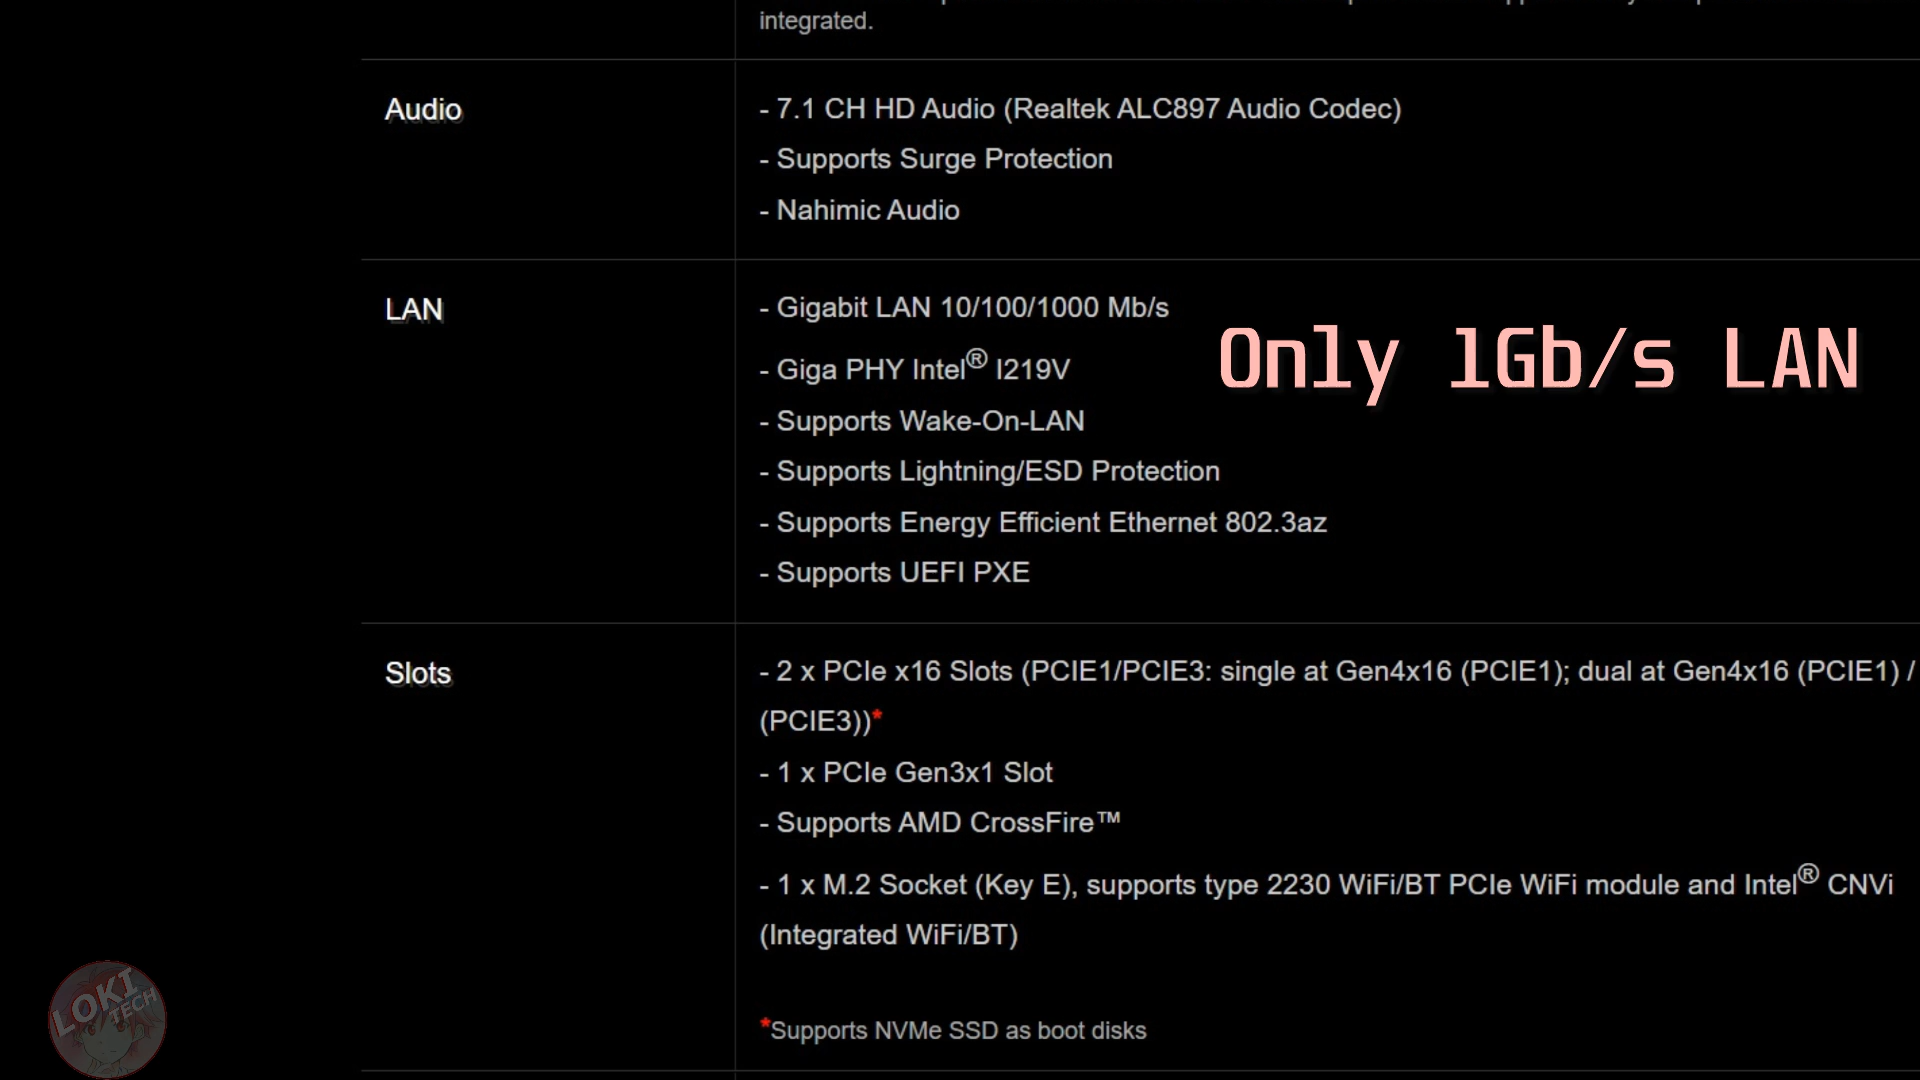 integrated.
Audio
- 7.1 CH HD Audio (Realtek ALC897 Audio Codec)
- Supports Surge Protection
- Nahimic Audio
LAN
- Gigabit LAN 10/100/1000 Mb/s
- Giga PHY Intel® I219V
- Supports Wake-On-LAN
- Supports Lightning/ESD Protection
- Supports Energy Efficient Ethernet 802.3az
- Supports UEFI PXE
Only 1Gb/s LAN
Slots
- 2 x PCIe x16 Slots (PCIE1/PCIE3: single at Gen4x16 (PCIE1); dual at Gen4x16 (PCIE1) /
(PCIE3))*
- 1 x PCIe Gen3x1 Slot
- Supports AMD CrossFire™
- 1 x M.2 Socket (Key E), supports type 2230 WiFi/BT PCIe WiFi module and Intel® CNVi
(Integrated WiFi/BT)
*Supports NVMe SSD as boot disks
LOKI
TECH